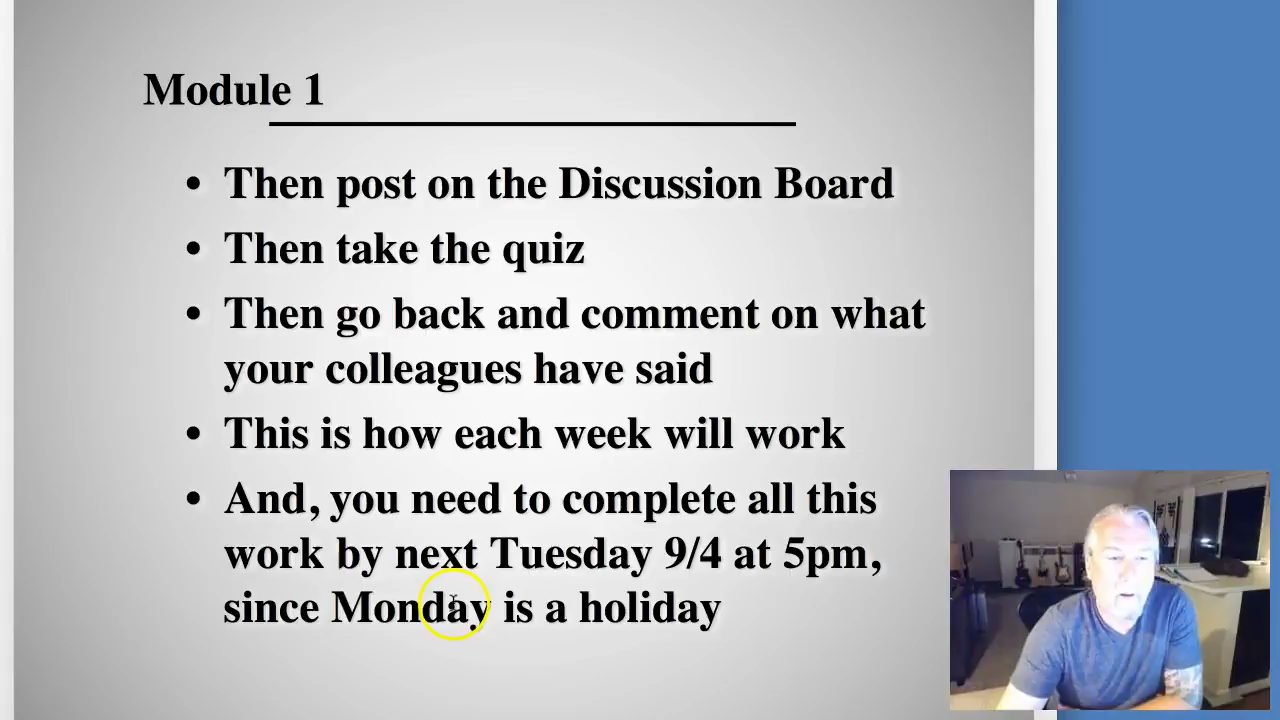 Module 1
• Then post on the Discussion Board
• Then take the quiz
• Then go back and comment on what
your colleagues have said
• This is how each week will work
• And, you need to complete all this
work by next Tuesday 9/4 at 5pm,
since Monday is a holiday